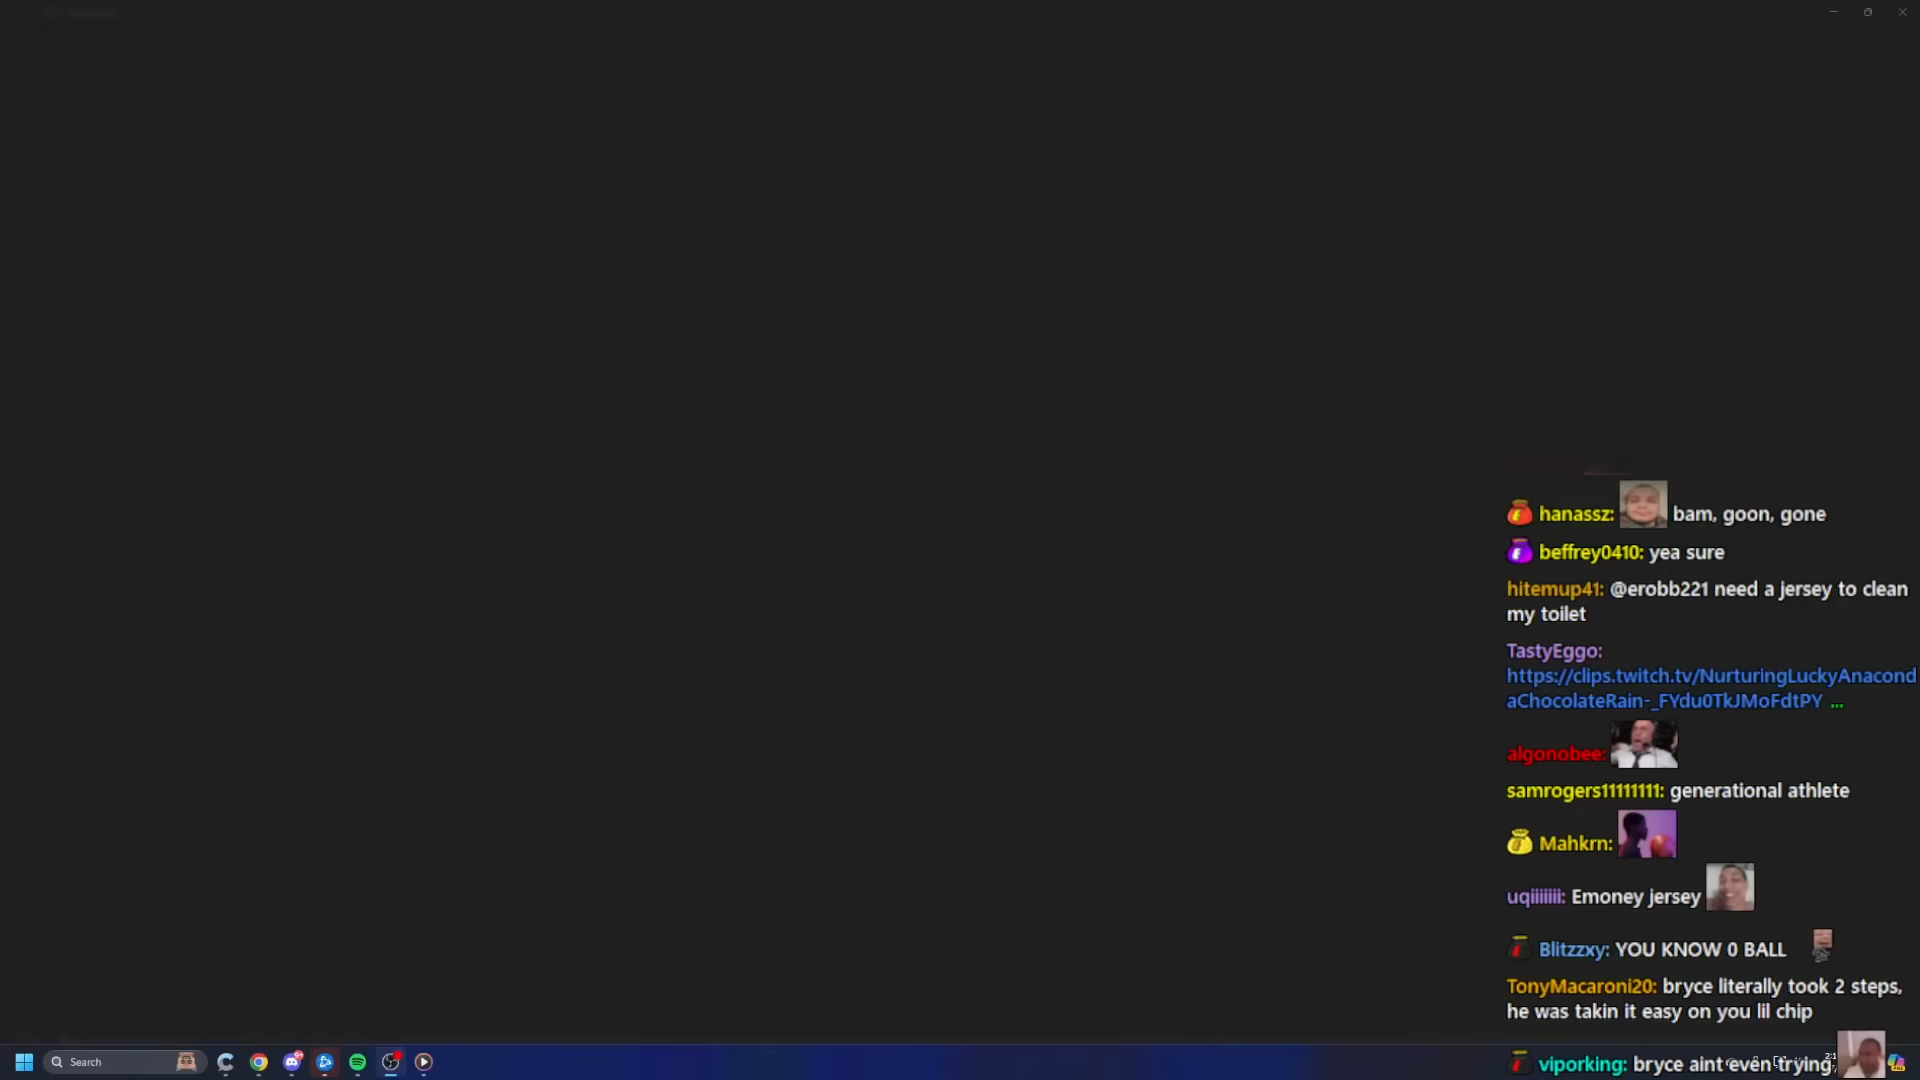 hanassz: bam, goon, gone
beffrey0410: yea sure
hitemup41: @erobb221 need a jersey to clean
my toilet
TastyEggo:
https://clips.twitch.tv/NurturingLuckyAnacond
aChocolateRain-_FYdu0TkJMoFdtPY ...
algonobee:
samrogers11111111: generational athlete
Mahkrn:
uqiiiiiii: Emoney jersey
Blitzzxy: YOU KNOW 0 BALL
TonyMacaroni20: bryce literally took 2 steps,
he was takin it easy on you lil chip
Search
viporking: bryce aint even trying